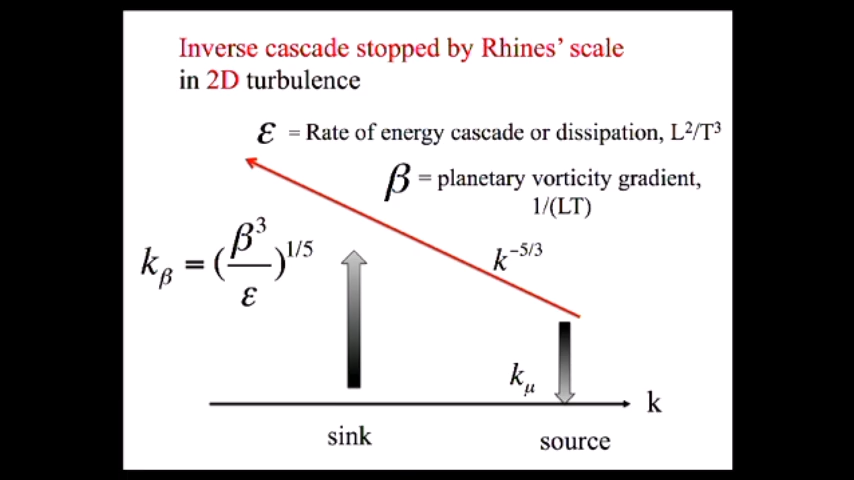 Inverse cascade stopped by Rhines’ scale
in 2D turbulence
ε = Rate of energy cascade or dissipation, L²/T³
β = planetary vorticity gradient,
1/(LT)
k_β = (β³/ε)^1/5
k^−5/3
k_μ
k
sink
source